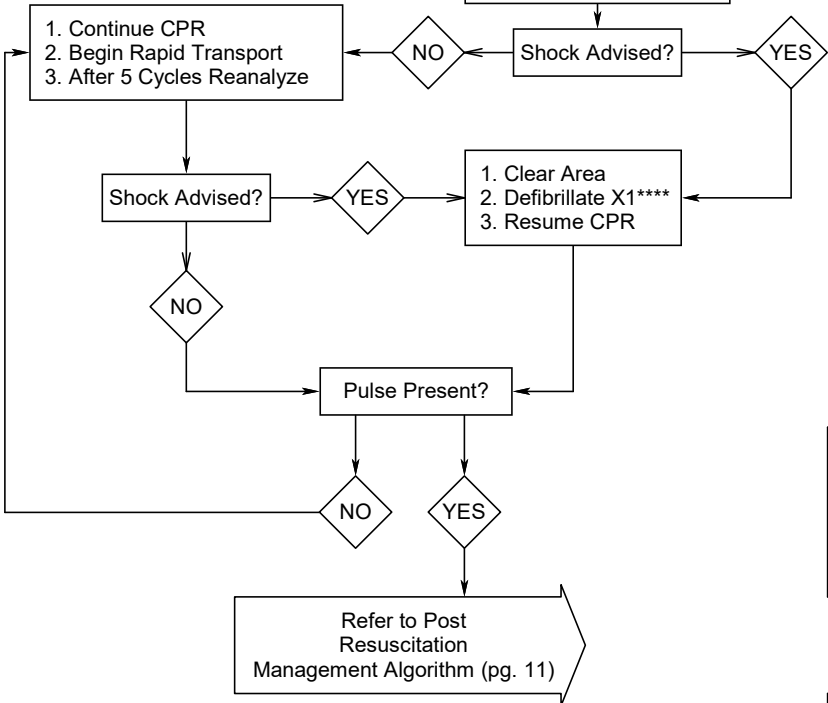 1. Continue CPR
2. Begin Rapid Transport
3. After 5 Cycles Reanalyze
NO
Shock Advised?
YES
Shock Advised?
YES
1. Clear Area
2. Defibrillate X1****
3. Resume CPR
NO
Pulse Present?
NO
YES
Refer to Post
Resuscitation
Management Algorithm (pg. 11)